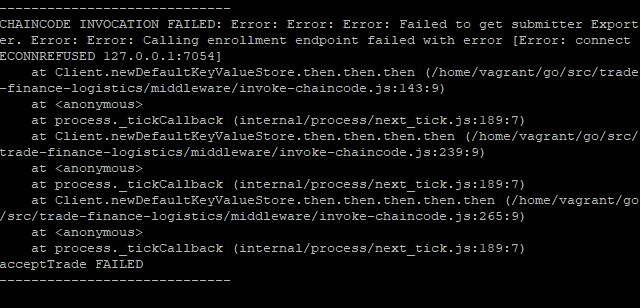 -----------------------------
CHAINCODE INVOCATION FAILED: Error: Error: Error: Failed to get submitter Export
er. Error: Error: Calling enrollment endpoint failed with error [Error: connect
ECONNREFUSED 127.0.0.1:7054]
    at Client.newDefaultKeyValueStore.then.then.then (/home/vagrant/go/src/trade
-finance-logistics/middleware/invoke-chaincode.js:143:9)
    at <anonymous>
    at process._tickCallback (internal/process/next_tick.js:189:7)
    at Client.newDefaultKeyValueStore.then.then.then.then (/home/vagrant/go/src/
trade-finance-logistics/middleware/invoke-chaincode.js:239:9)
    at <anonymous>
    at process._tickCallback (internal/process/next_tick.js:189:7)
    at Client.newDefaultKeyValueStore.then.then.then.then.then (/home/vagrant/go
/src/trade-finance-logistics/middleware/invoke-chaincode.js:265:9)
    at <anonymous>
    at process._tickCallback (internal/process/next_tick.js:189:7)
acceptTrade FAILED
-----------------------------